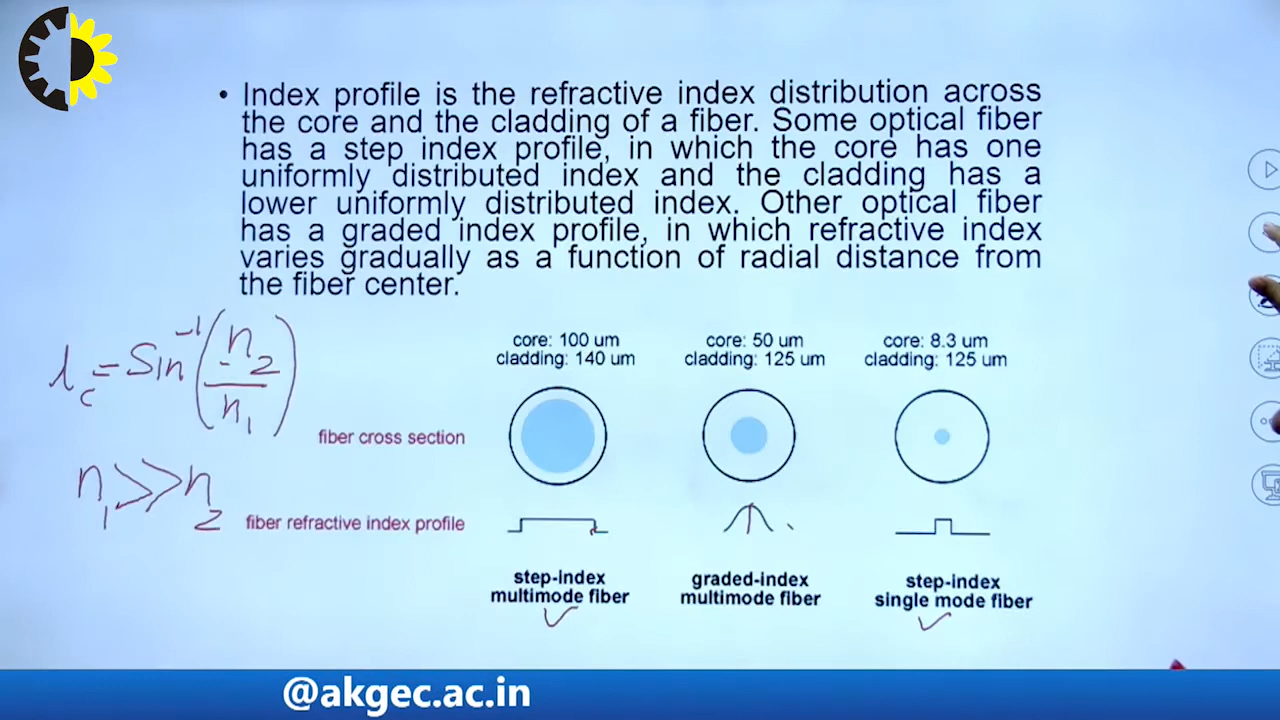 • Index profile is the refractive index distribution across
the core and the cladding of a fiber. Some optical fiber
has a step index profile, in which the core has one
uniformly distributed index and the cladding has a
lower uniformly distributed index. Other optical fiber
has a graded index profile, in which refractive index
varies gradually as a function of radial distance from
the fiber center.
i_c = Sin⁻¹(n_2/n_1)
n_1 >> n_2
core: 100 um
cladding: 140 um
core: 50 um
cladding: 125 um
core: 8.3 um
cladding: 125 um
fiber cross section
fiber refractive index profile
step-index
multimode fiber
graded-index
multimode fiber
step-index
single mode fiber
@akgec.ac.in